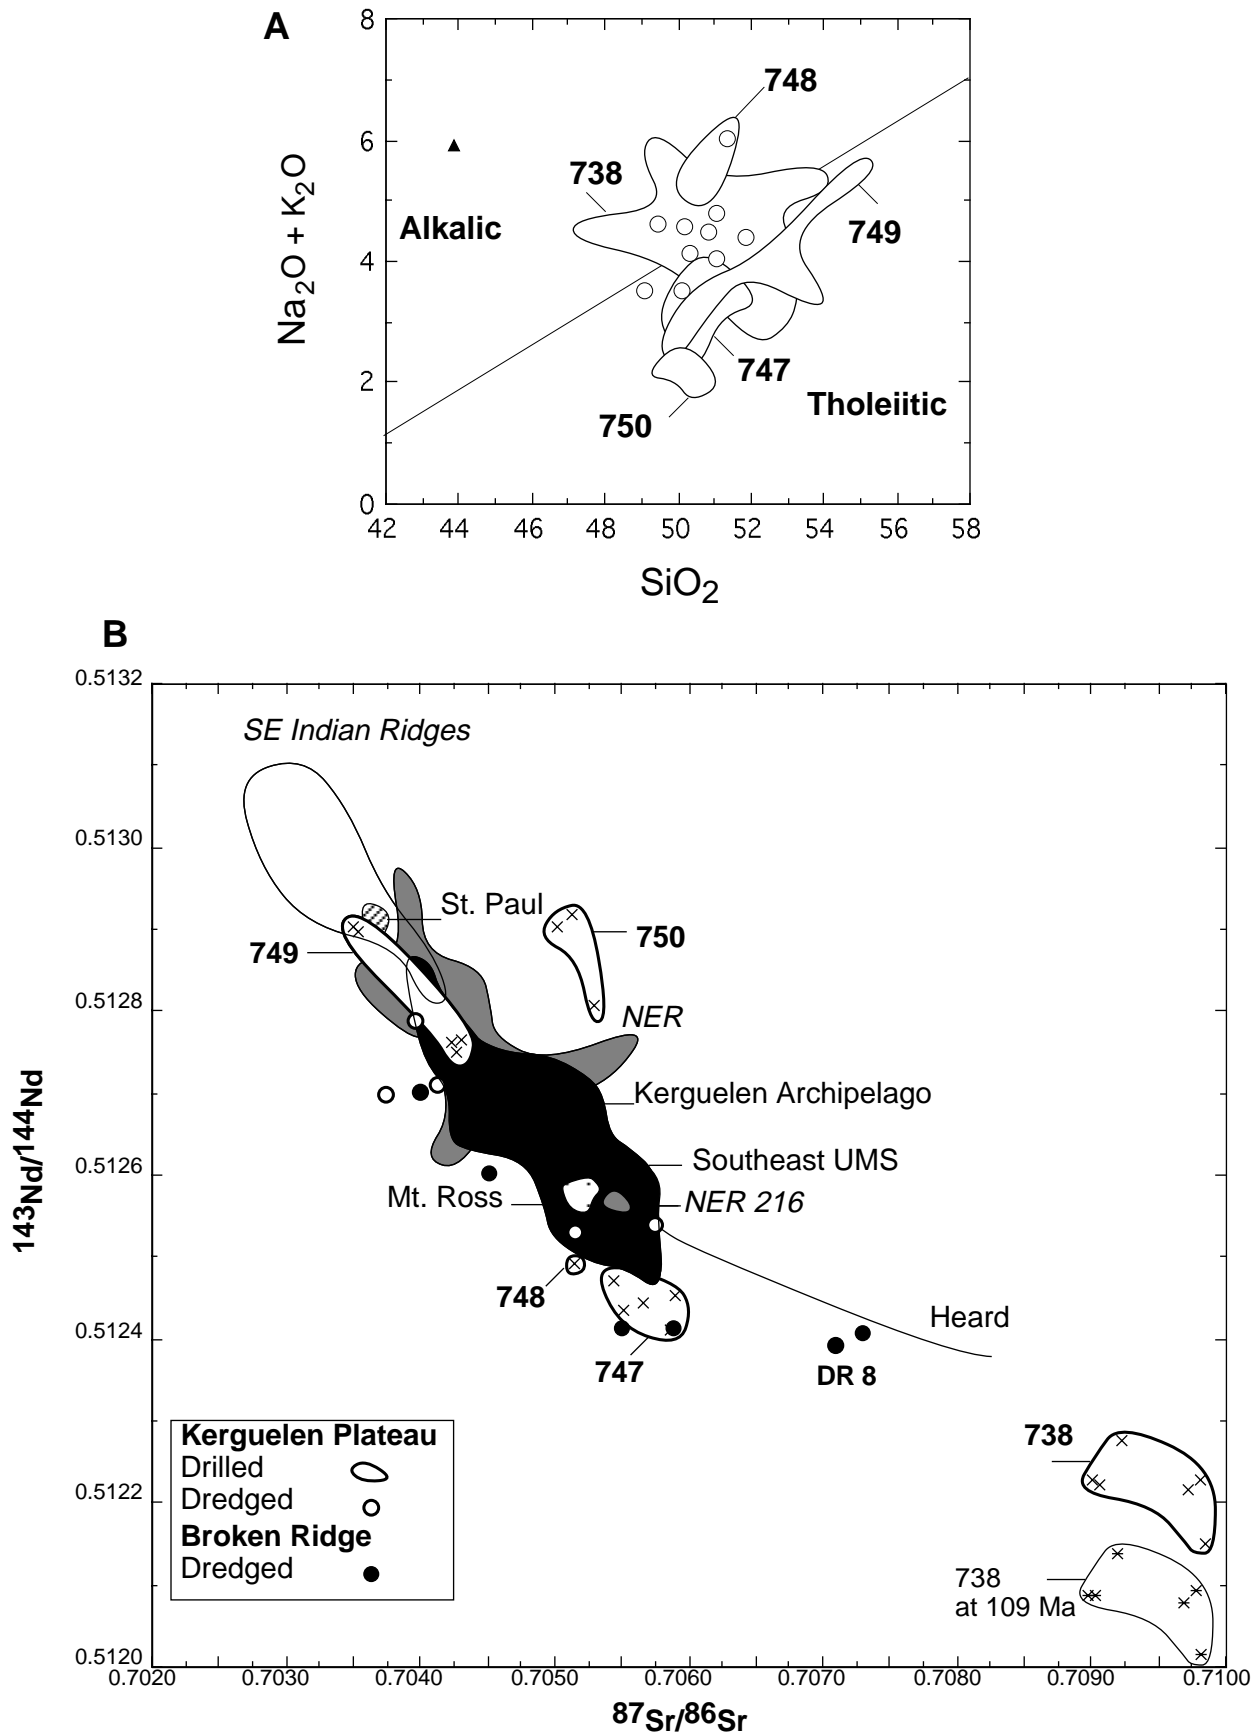 A
8
748
6
738
Na2O + K2O
Alkalic
749
4
747
2
Tholeiitic
750
0
42 44 46 48 50 52 54 56 58
SiO2
B
0.5132
SE Indian Ridges
0.5130
St. Paul
750
749
0.5128
NER
143Nd/144Nd
Kerguelen Archipelago
0.5126
Southeast UMS
Mt. Ross
NER 216
748
Heard
0.5124
747
DR 8
738
Kerguelen Plateau
Drilled
Dredged
Broken Ridge
Dredged
0.5122
738
at 109 Ma
0.5120
0.7020 0.7030 0.7040 0.7050 0.7060 0.7070 0.7080 0.7090 0.7100
87Sr/86Sr